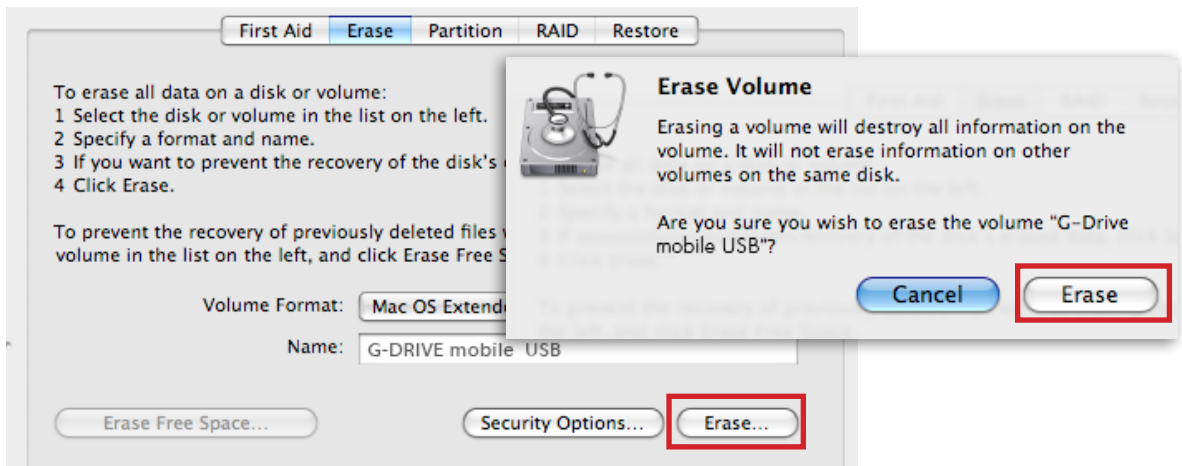 First Aid Erase Partition RAID Restore
To erase all data on a disk or volume:
1 Select the disk or volume in the list on the left.
2 Specify a format and name.
3 If you want to prevent the recovery of the disk's
4 Click Erase.
To prevent the recovery of previously deleted files
volume in the list on the left, and click Erase Free
Volume Format: Mac OS Extend
Name: G-DRIVE mobile USB
Erase Free Space... Security Options... Erase...
Erase Volume
Erasing a volume will destroy all information on the
volume. It will not erase information on other
volumes on the same disk.
Are you sure you wish to erase the volume "G-Drive
mobile USB"?
Cancel Erase